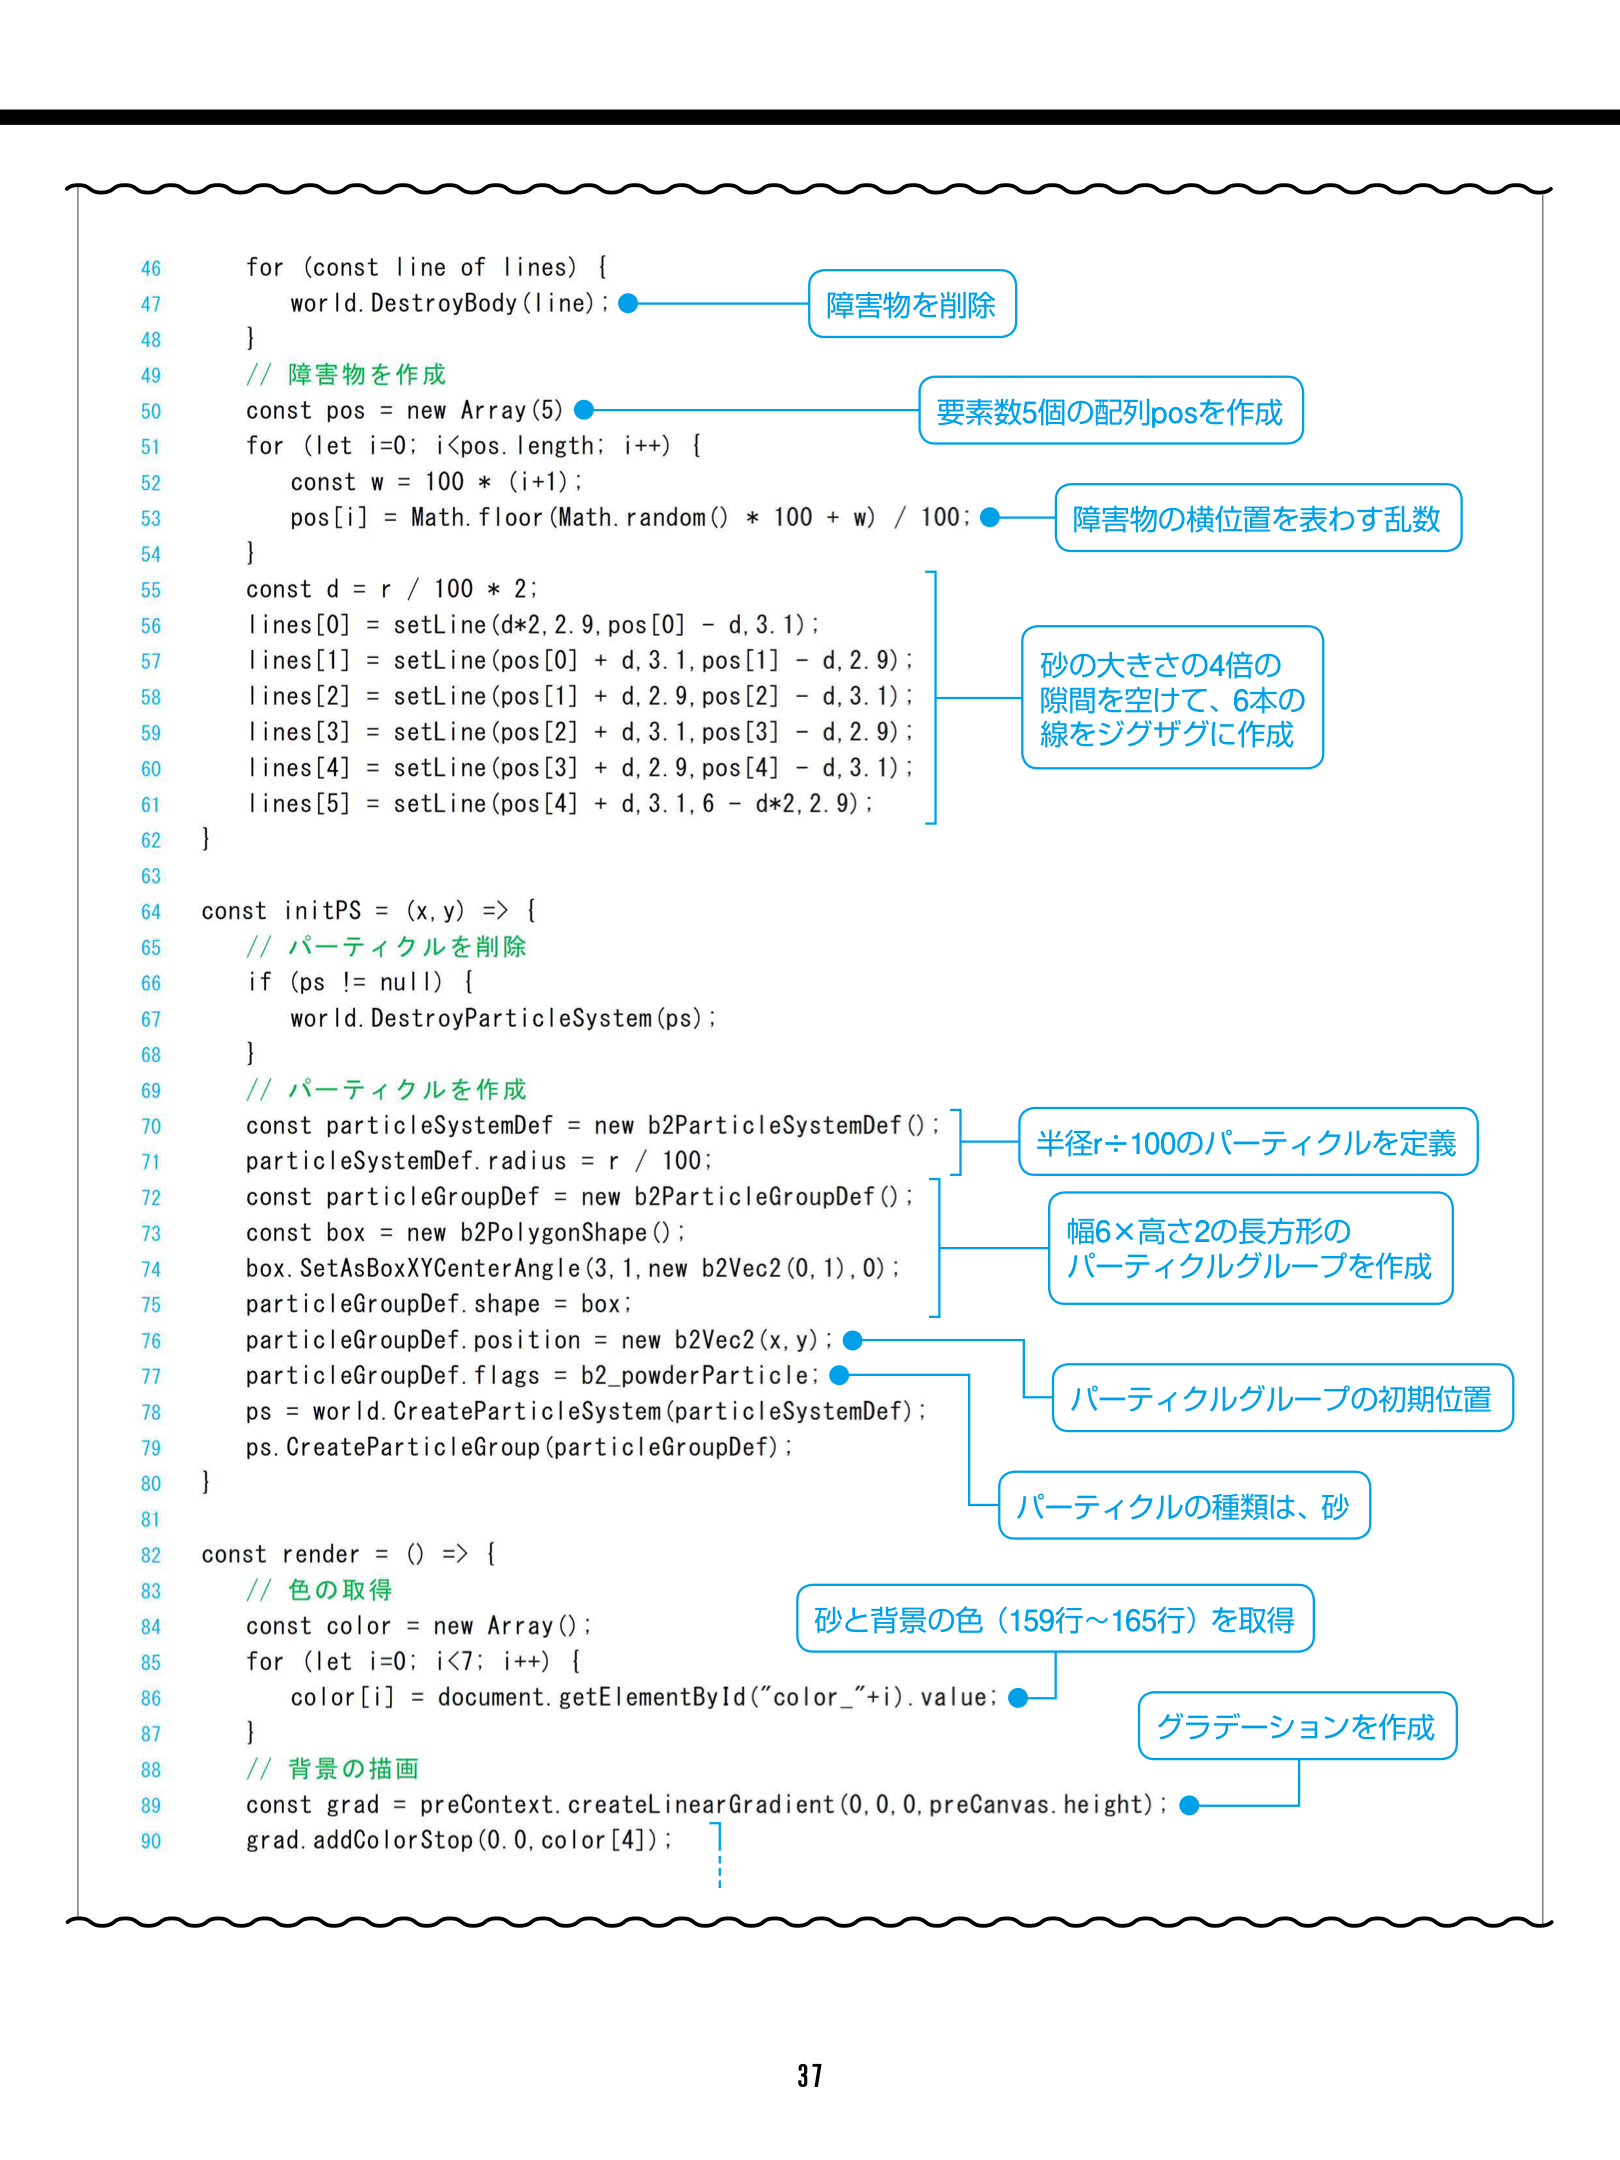 46 for (const line of lines) {
47 world.DestroyBody(line); 障害物を削除
48 }
49 // 障害物を作成
50 const pos = new Array(5) 要素数5個の配列posを作成
51 for (let i=0; i<pos.length; i++) {
52 const w = 100 * (i+1);
53 pos[i] = Math.floor(Math.random() * 100 + w) / 100; 障害物の横位置を表わす乱数
54 }
55 const d = r / 100 * 2;
56 lines[0] = setLine(d*2,2.9,pos[0] - d,3.1);
57 lines[1] = setLine(pos[0] + d,3.1,pos[1] - d,2.9);
58 lines[2] = setLine(pos[1] + d,2.9,pos[2] - d,3.1);
59 lines[3] = setLine(pos[2] + d,3.1,pos[3] - d,2.9);
60 lines[4] = setLine(pos[3] + d,2.9,pos[4] - d,3.1);
61 lines[5] = setLine(pos[4] + d,3.1,6 - d*2,2.9);
砂の大きさの4倍の
隙間を空けて、6本の
線をジグザグに作成
62 }
63
64 const initPS = (x,y) => {
65 // パーティクルを削除
66 if (ps != null) {
67 world.DestroyParticleSystem(ps);
68 }
69 // パーティクルを作成
70 const particleSystemDef = new b2ParticleSystemDef();
71 particleSystemDef.radius = r / 100;
半径r÷100のパーティクルを定義
72 const particleGroupDef = new b2ParticleGroupDef();
73 const box = new b2PolygonShape();
74 box.SetAsBoxXYCenterAngle(3,1,new b2Vec2(0,1),0);
75 particleGroupDef.shape = box;
幅6×高さ2の長方形の
パーティクルグループを作成
76 particleGroupDef.position = new b2Vec2(x,y);
パーティクルグループの初期位置
77 particleGroupDef.flags = b2_powderParticle;
パーティクルの種類は、砂
78 ps = world.CreateParticleSystem(particleSystemDef);
79 ps.CreateParticleGroup(particleGroupDef);
80 }
81
82 const render = () => {
83 // 色の取得
84 const color = new Array();
85 for (let i=0; i<7; i++) {
86 color[i] = document.getElementById("color_"+i).value;
砂と背景の色（159行～165行）を取得
87 }
88 // 背景の描画
89 const grad = preContext.createLinearGradient(0,0,0,preCanvas.height);
グラデーションを作成
90 grad.addColorStop(0.0,color[4]);
37